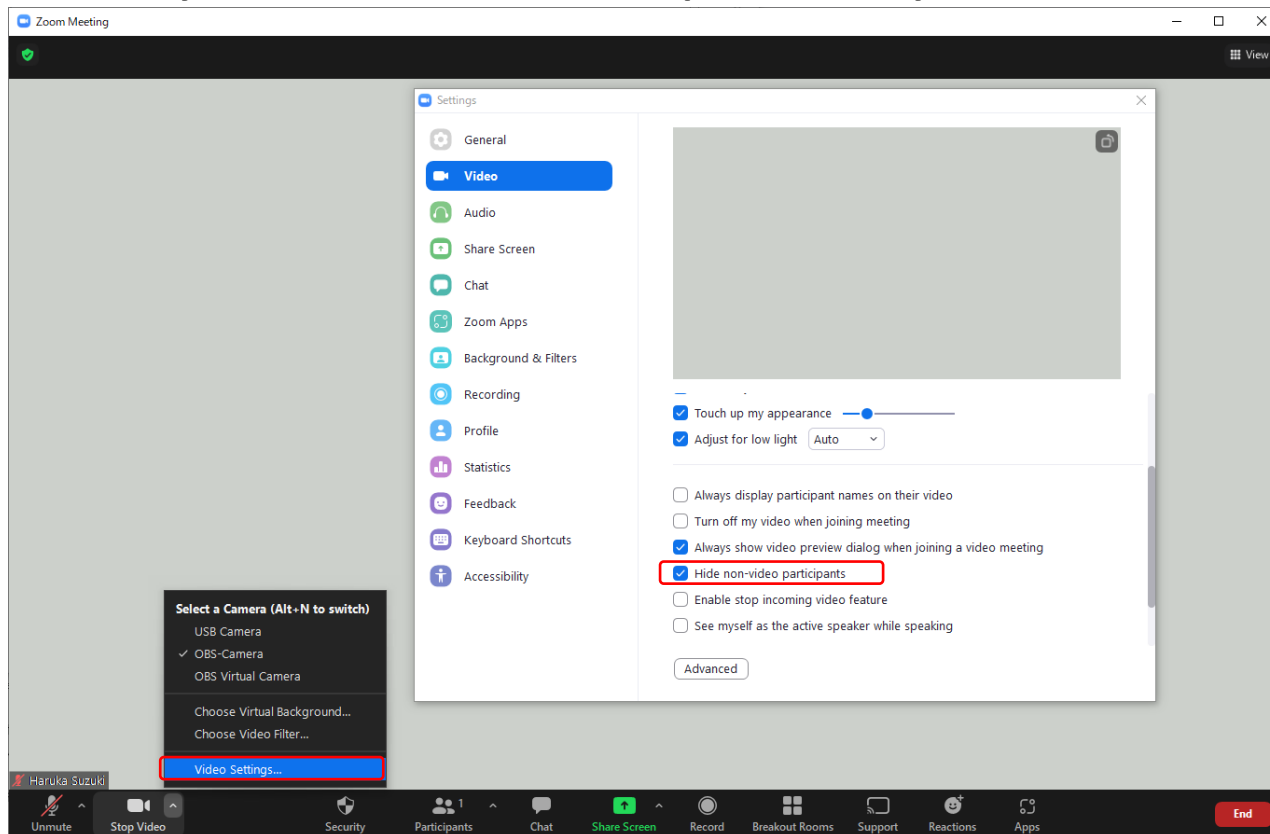 Zoom Meeting
View
Settings
General
Video
Audio
Share Screen
Chat
Zoom Apps
Background & Filters
Recording
Profile
Statistics
Feedback
Keyboard Shortcuts
Accessibility
Touch up my appearance
Adjust for low light Auto
Always display participant names on their video
Turn off my video when joining meeting
Always show video preview dialog when joining a video meeting
Hide non-video participants
Enable stop incoming video feature
See myself as the active speaker while speaking
Advanced
Select a Camera (Alt+N to switch)
USB Camera
OBS-Camera
OBS Virtual Camera
Choose Virtual Background...
Choose Video Filter...
Video Settings...
Haruka Suzuki
Unmute
Stop Video
Security
Participants 1
Chat
Share Screen
Record
Breakout Rooms
Support
Reactions
Apps
End